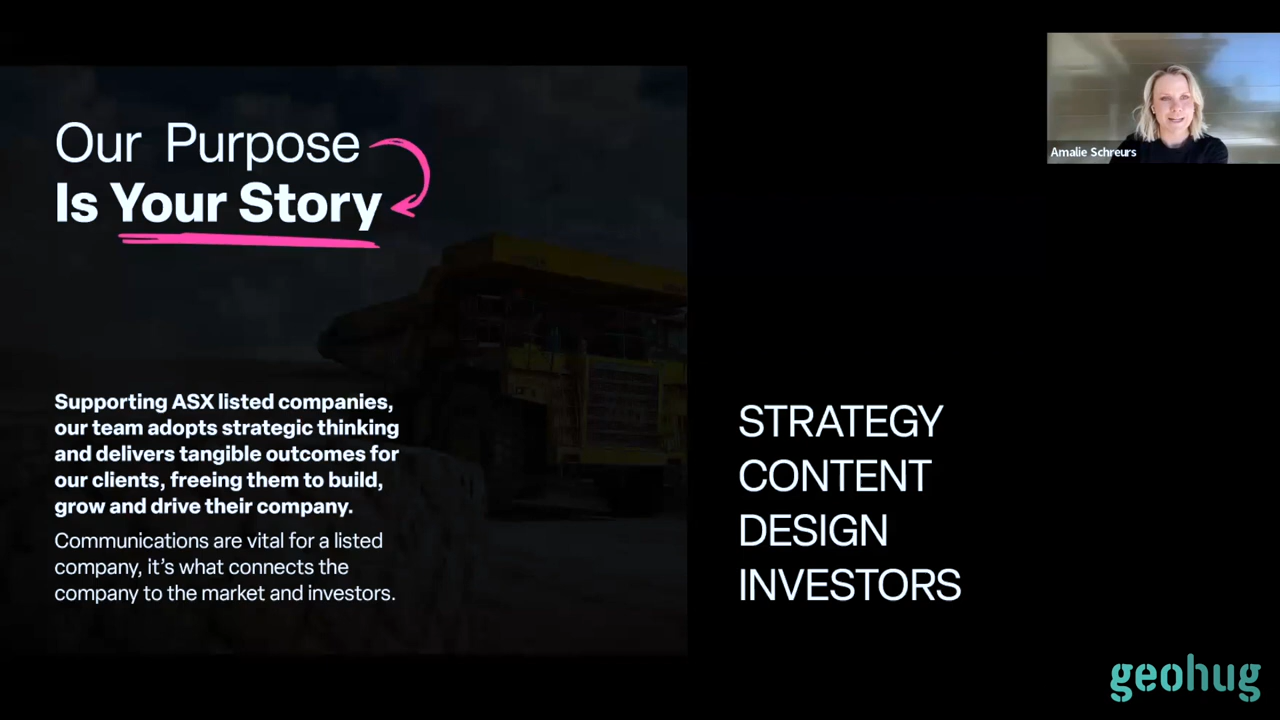 Our Purpose
Is Your Story
Supporting ASX listed companies,
our team adopts strategic thinking
and delivers tangible outcomes for
our clients, freeing them to build,
grow and drive their company.
Communications are vital for a listed
company, it's what connects the
company to the market and investors.
STRATEGY
CONTENT
DESIGN
INVESTORS
Amalie Schreurs
geohug